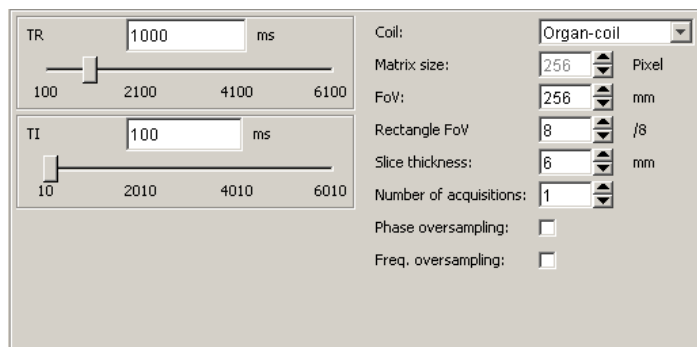 TR 1000 ms
100 2100 4100 6100
TI 100 ms
10 2010 4010 6010
Coil: Organ-coil
Matrix size: 256 Pixel
FoV: 256 mm
Rectangle FoV 8 /8
Slice thickness: 6 mm
Number of acquisitions: 1
Phase oversampling:
Freq. oversampling: